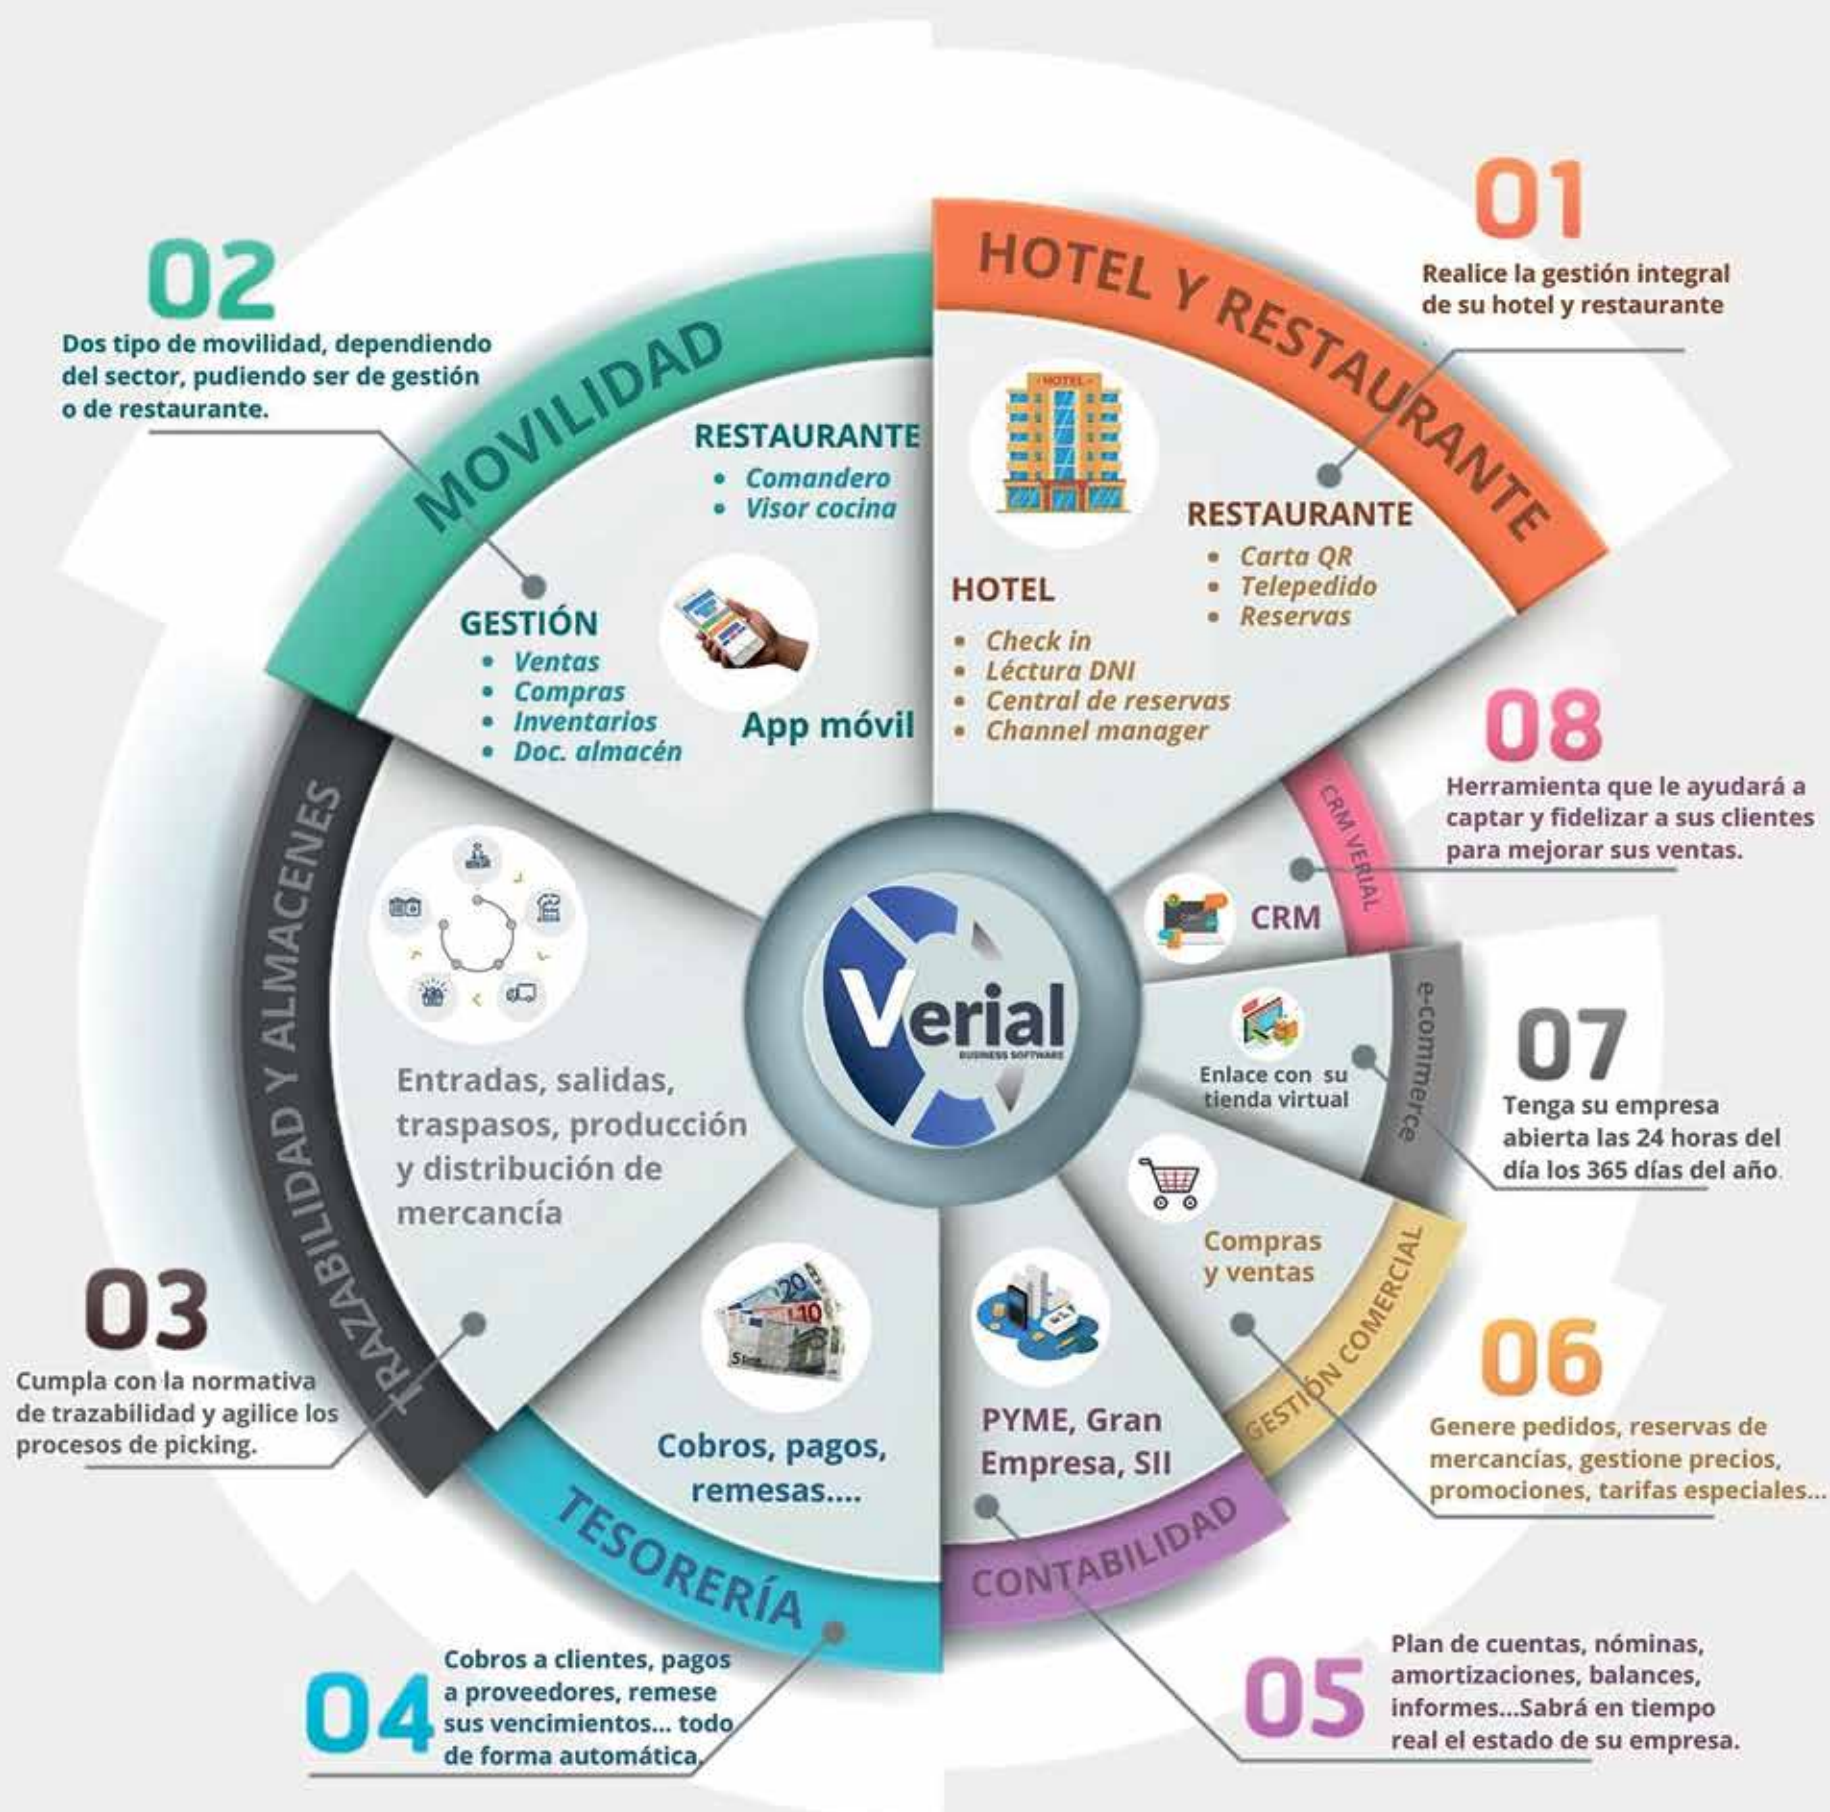 01
Realice la gestión integral
de su hotel y restaurante
HOTEL Y RESTAURANTE
HOTEL
RESTAURANTE
• Carta QR
• Telepedido
• Reservas
HOTEL
• Check in
• Léctura DNI
• Central de reservas
• Channel manager
02
Dos tipo de movilidad, dependiendo
del sector, pudiendo ser de gestión
o de restaurante.
MOVILIDAD
RESTAURANTE
• Comandero
• Visor cocina
GESTIÓN
• Ventas
• Compras
• Inventarios
• Doc. almacén
App móvil
TRAZABILIDAD Y ALMACENES
Entradas, salidas,
traspasos, producción
y distribución de
mercancía
03
Cumpla con la normativa
de trazabilidad y agilice los
procesos de picking.
20
10
5
Cobros, pagos,
remesas....
TESORERÍA
04
Cobros a clientes, pagos
a proveedores, remese
sus vencimientos... todo
de forma automática.
PYME, Gran
Empresa, SII
CONTABILIDAD
05
Plan de cuentas, nóminas,
amortizaciones, balances,
informes...Sabrá en tiempo
real el estado de su empresa.
Compras
y ventas
GESTIÓN COMERCIAL
06
Genere pedidos, reservas de
mercancías, gestione precios,
promociones, tarifas especiales...
Enlace con su
tienda virtual
e-commerce
07
Tenga su empresa
abierta las 24 horas del
día los 365 días del año.
CRM
CRM VERIAL
08
Herramienta que le ayudará a
captar y fidelizar a sus clientes
para mejorar sus ventas.
Verial
BUSINESS SOFTWARE